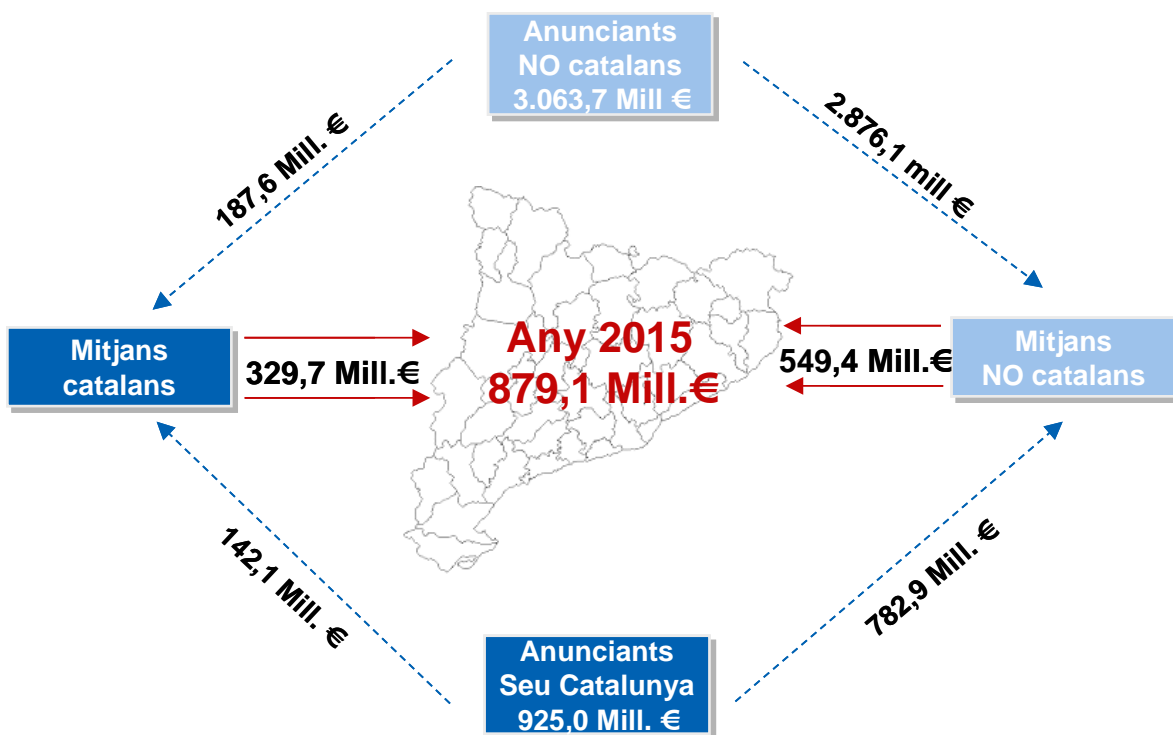 Anunciants
NO catalans
3.063,7 Mill €
187,6 Mill. €
2.876,1 mill €
Mitjans
catalans
329,7 Mill.€
Any 2015
879,1 Mill.€
549,4 Mill.€
Mitjans
NO catalans
142,1 Mill. €
782,9 Mill. €
Anunciants
Seu Catalunya
925,0 Mill. €